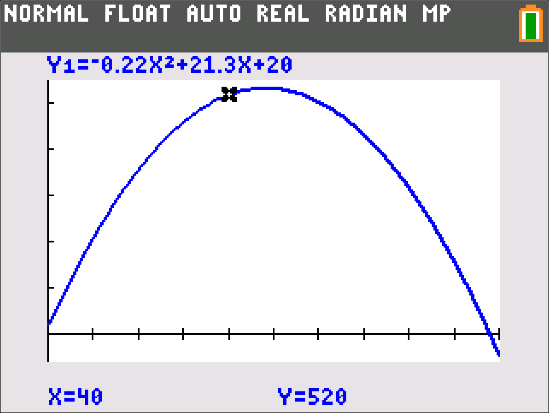 NORMAL FLOAT AUTO REAL RADIAN MP
Y₁=⁻0.22X²+21.3X+20
X=40 Y=520